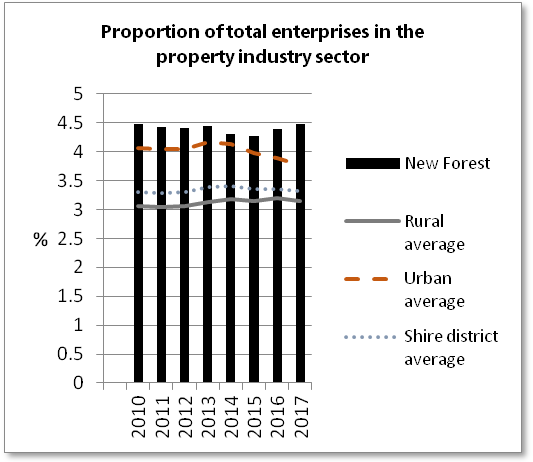 Proportion of total enterprises in the
property industry sector
5
4.5
4
3.5
3
2.5
2
1.5
1
0.5
0
%
2010
2011
2012
2013
2014
2015
2016
2017
New Forest
Rural
average
Urban
average
Shire district
average